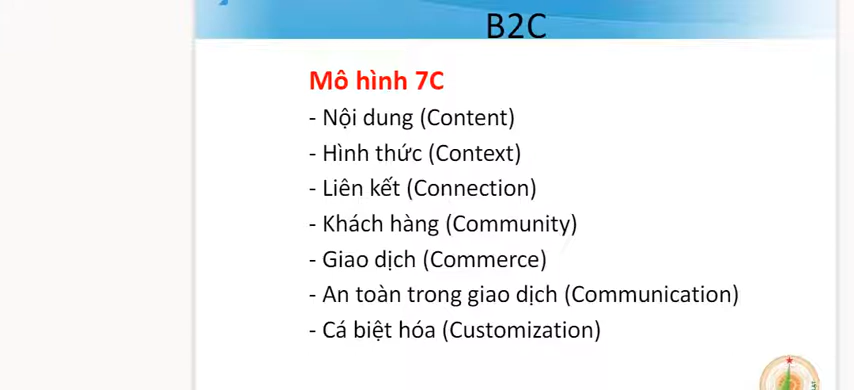 B2C
Mô hình 7C
- Nội dung (Content)
- Hình thức (Context)
- Liên kết (Connection)
- Khách hàng (Community)
- Giao dịch (Commerce)
- An toàn trong giao dịch (Communication)
- Cá biệt hóa (Customization)